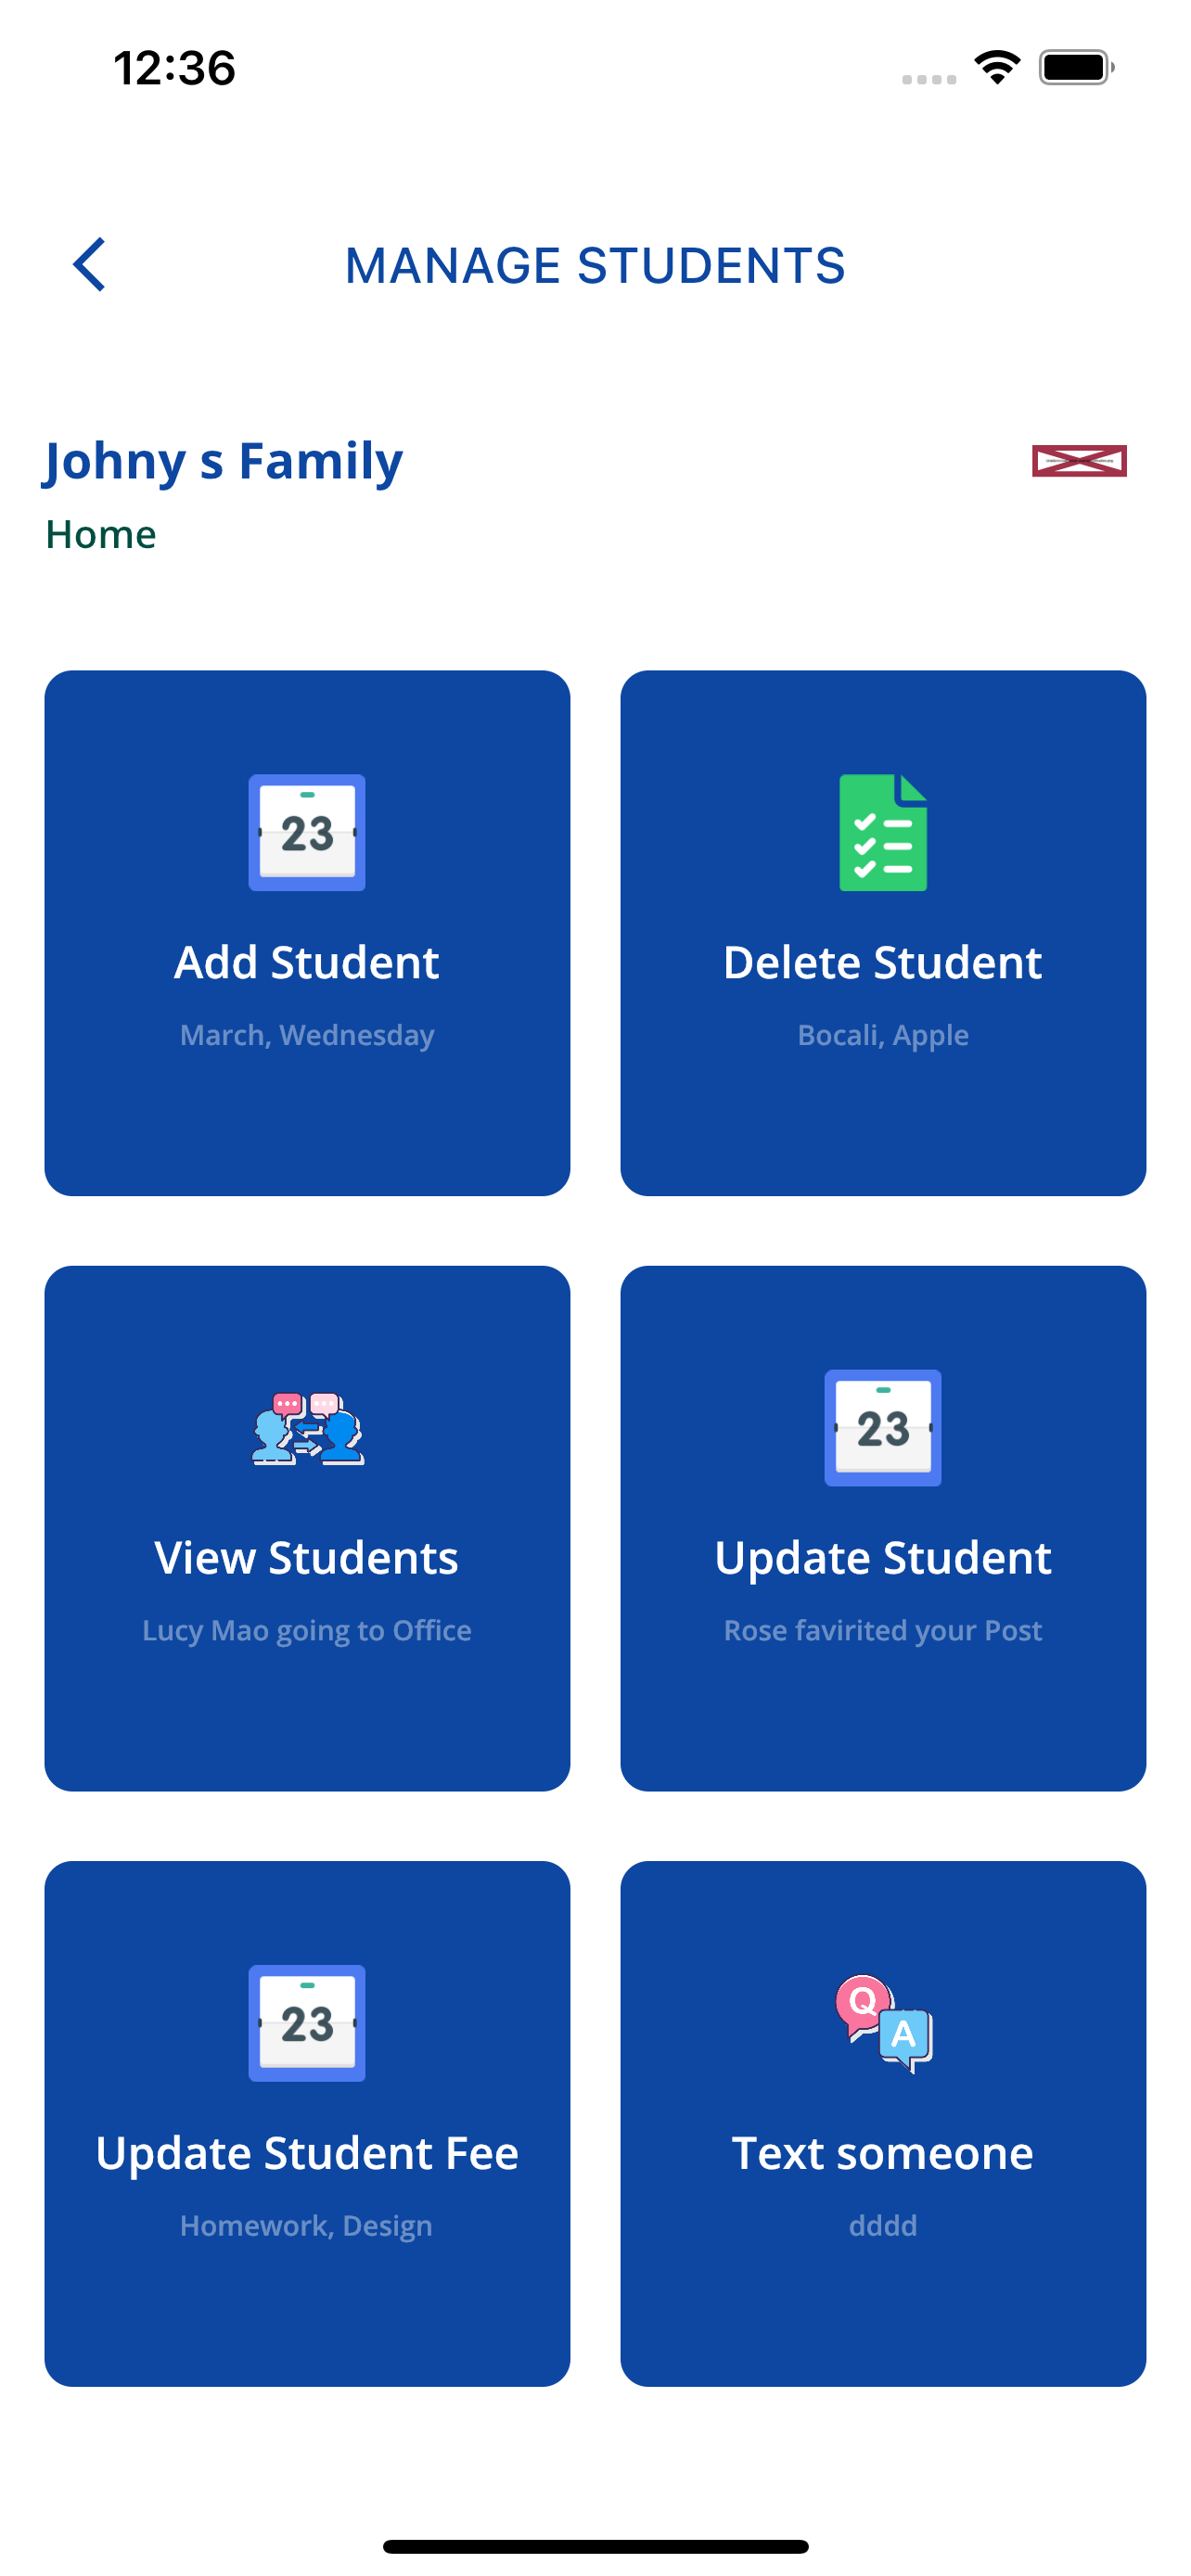 12:36
MANAGE STUDENTS
Johny s Family
Home
23
Add Student
March, Wednesday
Delete Student
Bocali, Apple
View Students
Lucy Mao going to Office
23
Update Student
Rose favirited your Post
23
Update Student Fee
Homework, Design
Q
A
Text someone
dddd